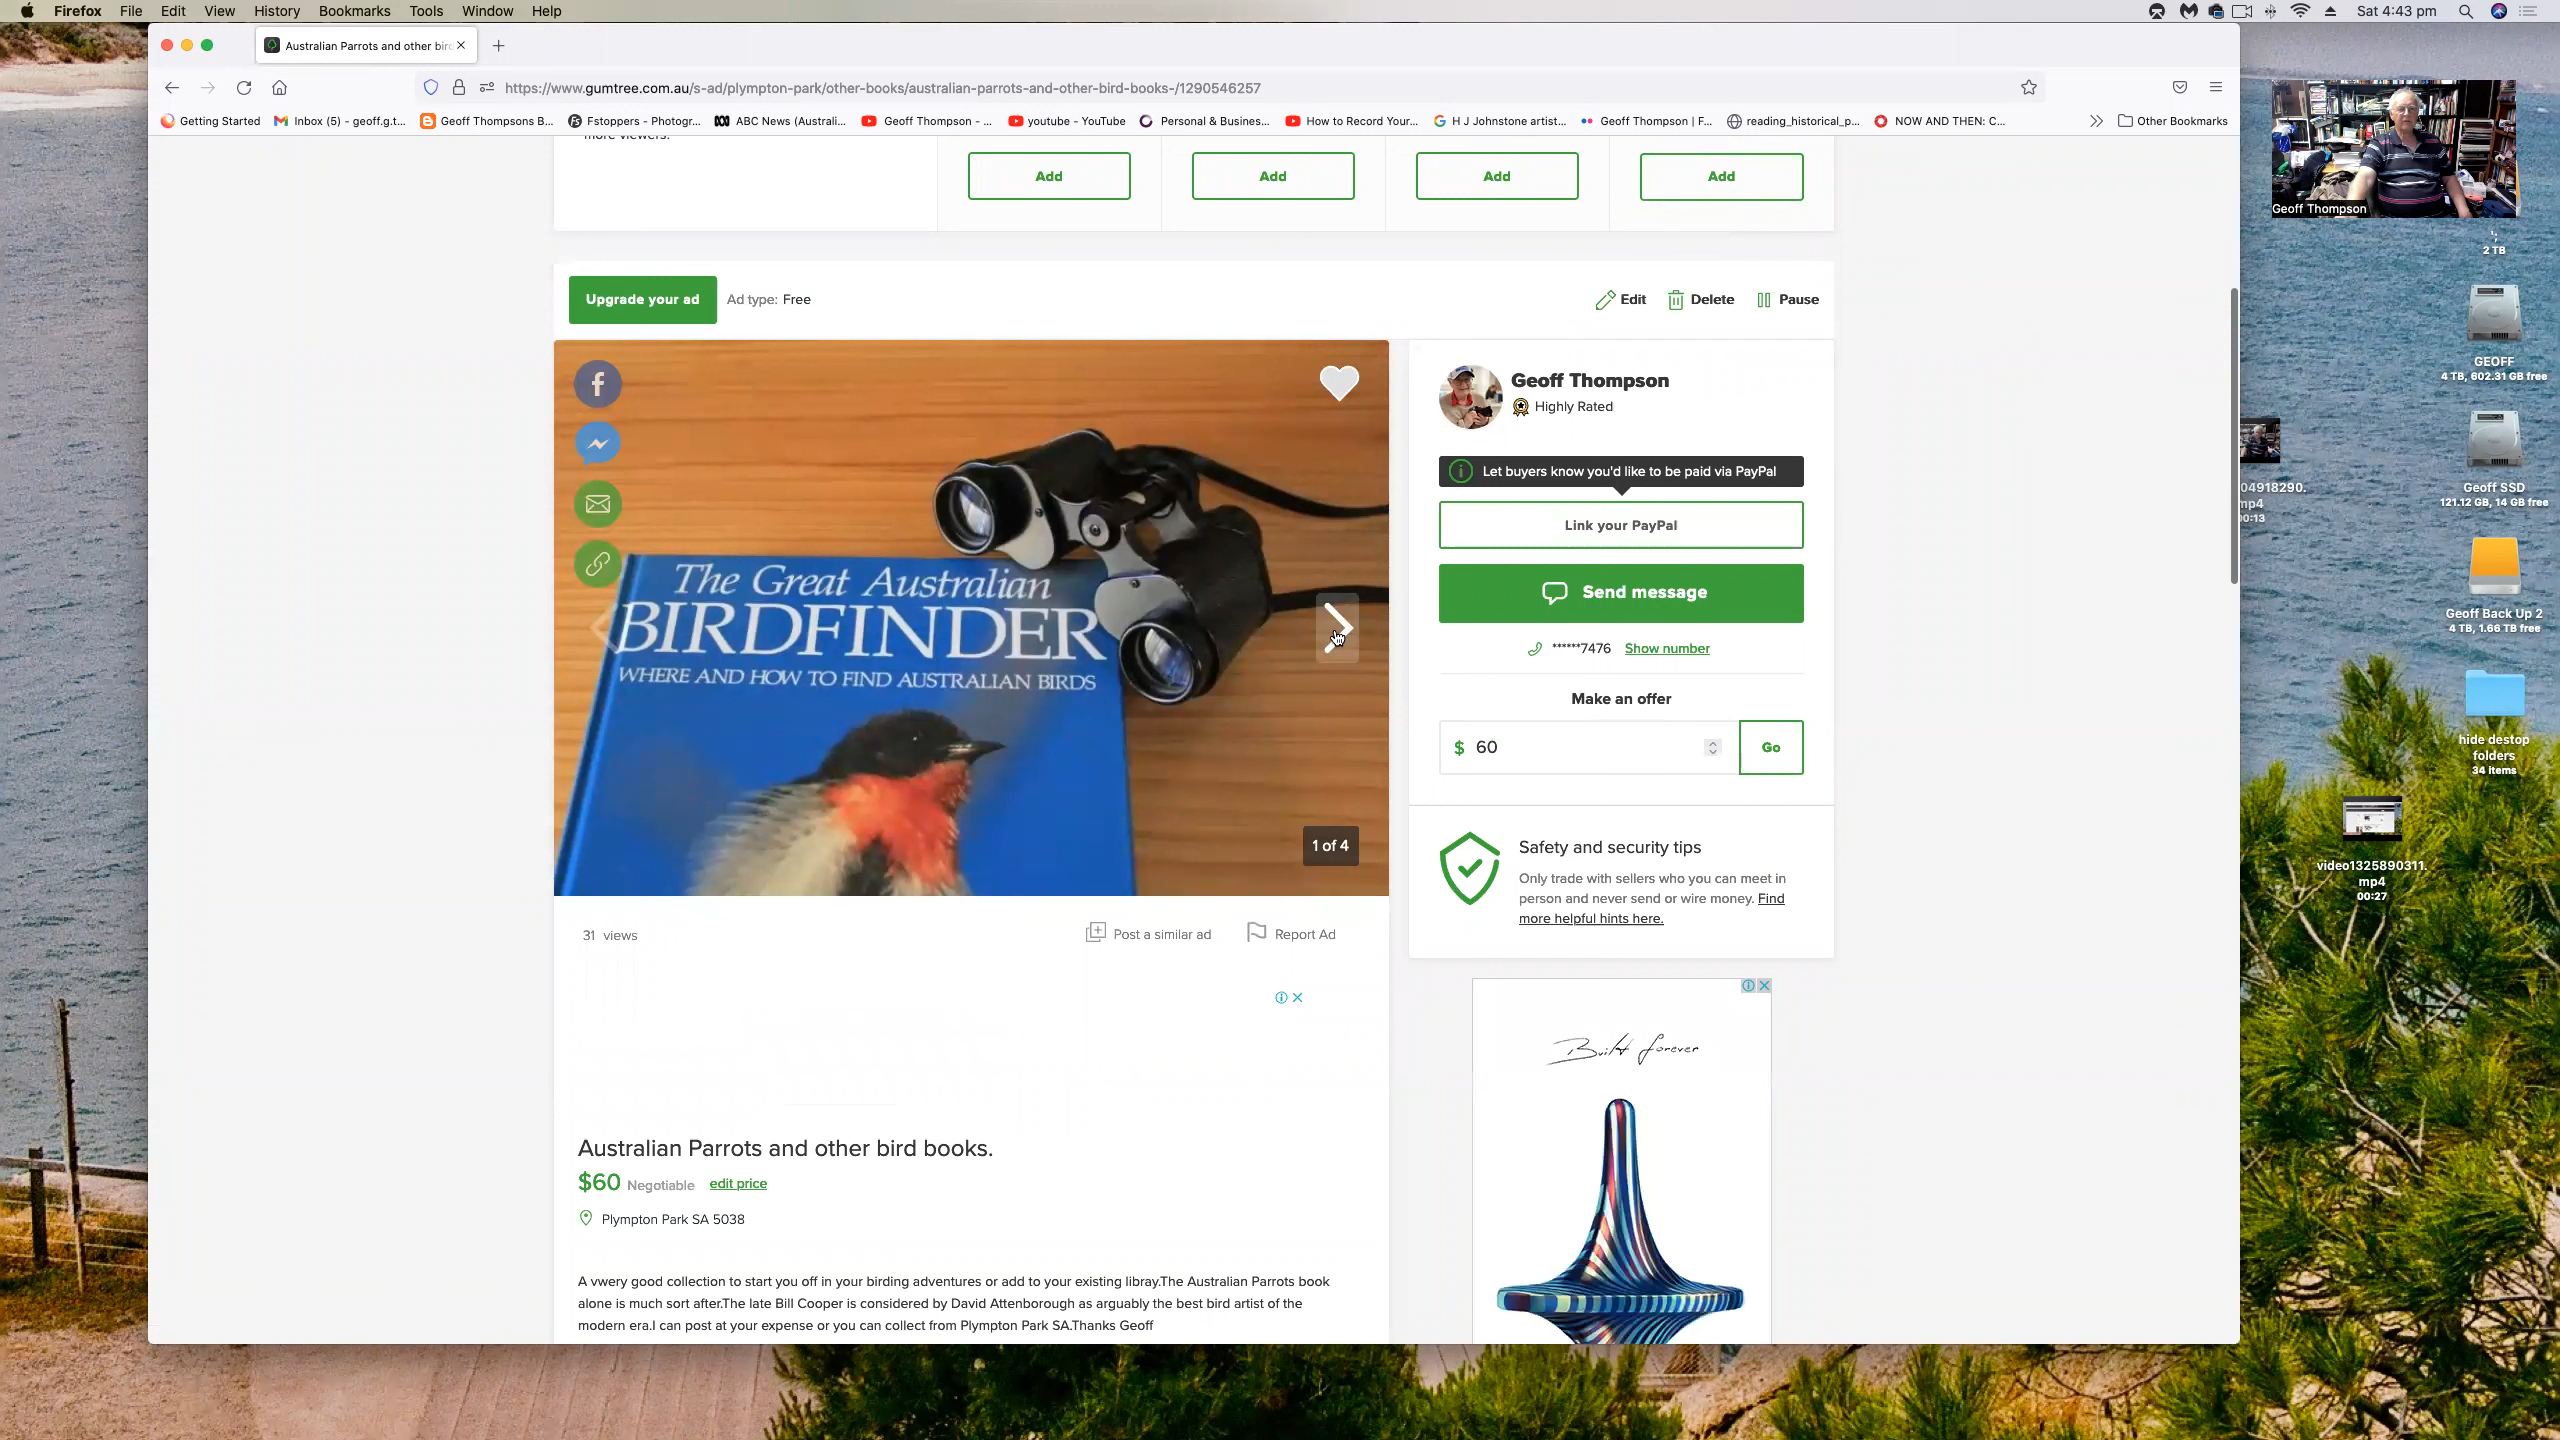 Firefox File Edit View History Bookmarks Tools Window Help
Sat 4:43 pm
Australian Parrots and other bir
https://www.gumtree.com.au/s-ad/plympton-park/other-books/australian-parrots-and-other-bird-books-/1290546257
Getting Started Inbox (5) - geoff.g.t... Geoff Thompsons B... Fstoppers - Photogr... ABC News (Australi... Geoff Thompson - ... youtube - YouTube Personal & Busines... How to Record Your... H J Johnstone artist... Geoff Thompson | F... reading_historical_p... NOW AND THEN: C... Other Bookmarks
more viewers.
Add Add Add Add
Upgrade your ad Ad type: Free
Edit Delete Pause
The Great Australian
BIRDFINDER
WHERE AND HOW TO FIND AUSTRALIAN BIRDS
1 of 4
31 views
Post a similar ad Report Ad
Australian Parrots and other bird books.
$60 Negotiable edit price
Plympton Park SA 5038
A vwery good collection to start you off in your birding adventures or add to your existing libray.The Australian Parrots book
alone is much sort after.The late Bill Cooper is considered by David Attenborough as arguably the best bird artist of the
modern era.I can post at your expense or you can collect from Plympton Park SA.Thanks Geoff
Geoff Thompson
Highly Rated
Let buyers know you'd like to be paid via PayPal
Link your PayPal
Send message
******7476 Show number
Make an offer
$ 60 Go
Safety and security tips
Only trade with sellers who you can meet in
person and never send or wire money. Find
more helpful hints here.
Built forever
Geoff Thompson
2 TB
GEOFF
4 TB, 602.31 GB free
Geoff SSD
121.12 GB, 14 GB free
04918290.
mp4
00:13
Geoff Back Up 2
4 TB, 1.66 TB free
hide destop
folders
34 items
video1325890311.
mp4
00:27